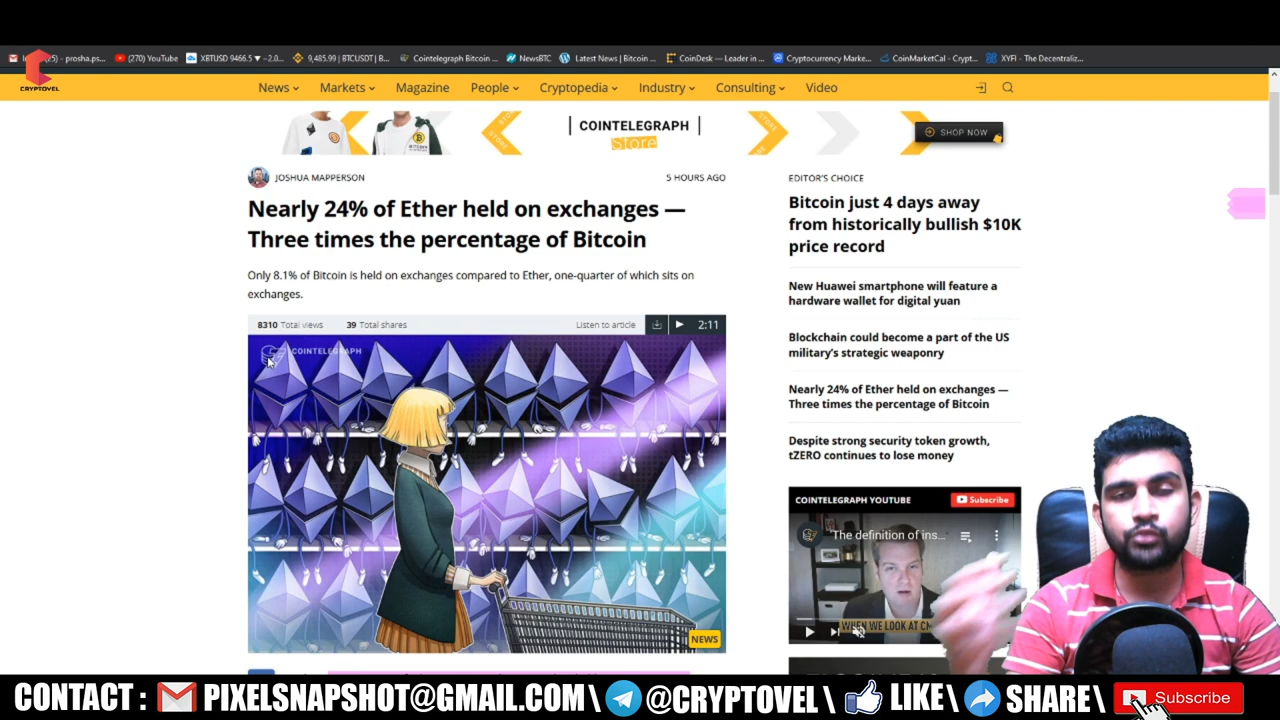 (25) - prosha.ps...
(270) YouTube
XBTUSD 9466.5 ▼ −2.0...
9,485.99 | BTCUSDT | B...
Cointelegraph Bitcoin ...
NewsBTC
Latest News | Bitcoin ...
CoinDesk — Leader in ...
Cryptocurrency Marke...
CoinMarketCal - Crypt...
XYFI - The Decentraliz...
CRYPTOVEL
News
Markets
Magazine
People
Cryptopedia
Industry
Consulting
Video
COINTELEGRAPH
Store
STORE
SHOP NOW
JOSHUA MAPPERSON
5 HOURS AGO
Nearly 24% of Ether held on exchanges —
Three times the percentage of Bitcoin
Only 8.1% of Bitcoin is held on exchanges compared to Ether, one-quarter of which sits on
exchanges.
8310 Total views
39 Total shares
Listen to article
2:11
COINTELEGRAPH
NEWS
EDITOR'S CHOICE
Bitcoin just 4 days away
from historically bullish $10K
price record
New Huawei smartphone will feature a
hardware wallet for digital yuan
Blockchain could become a part of the US
military's strategic weaponry
Nearly 24% of Ether held on exchanges —
Three times the percentage of Bitcoin
Despite strong security token growth,
tZERO continues to lose money
COINTELEGRAPH YOUTUBE
Subscribe
"The definition of ins...
WHEN WE LOOK AT
CONTACT : PIXELSNAPSHOT@GMAIL.COM \ @CRYPTOVEL \ LIKE\ SHARE\ Subscribe